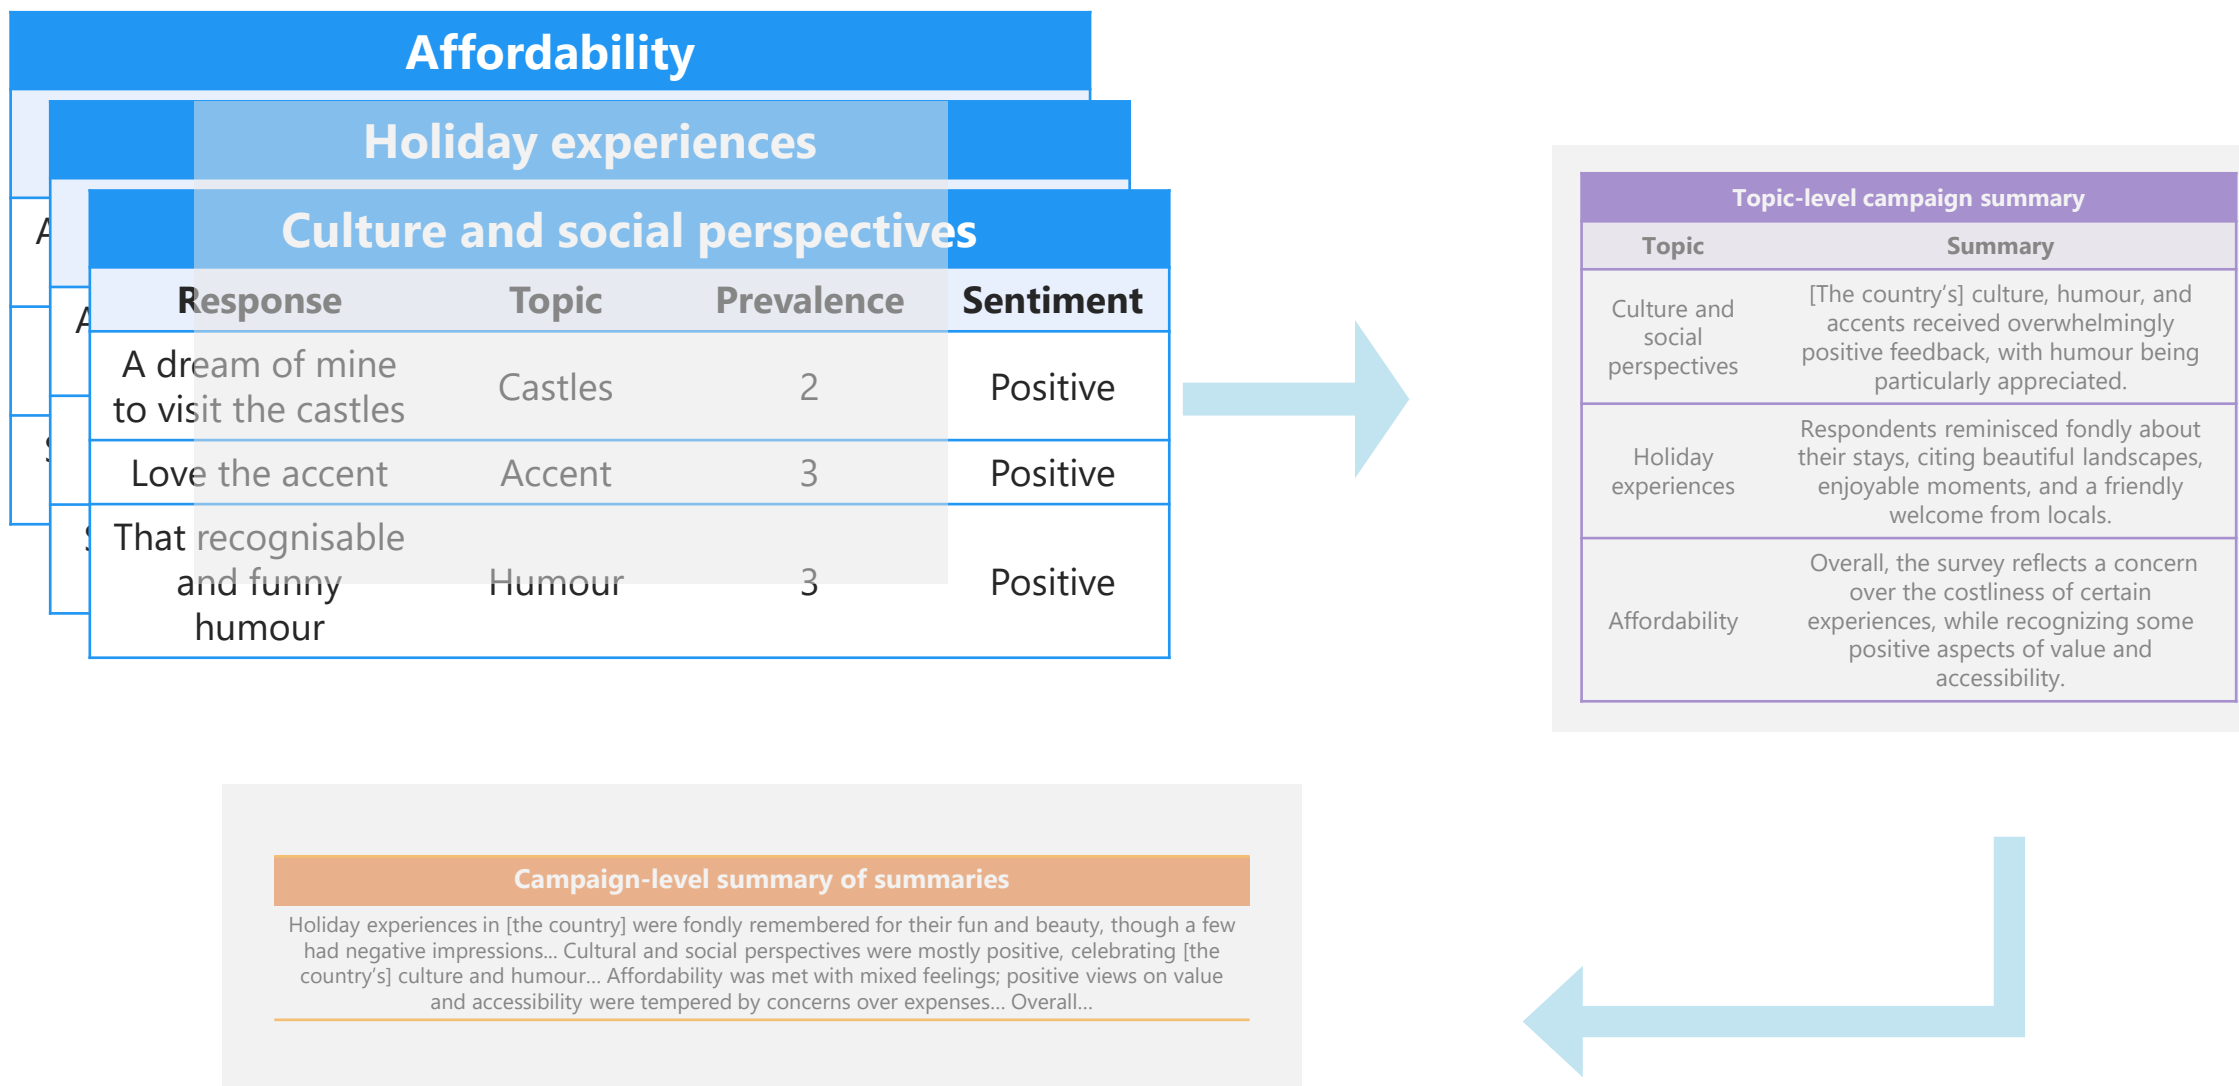 Affordability
Holiday experiences
Culture and social perspectives
Response Topic Prevalence Sentiment
A dream of mine
to visit the castles
Castles 2 Positive
Love the accent Accent 3 Positive
That recognisable
and funny
humour
Humour 3 Positive
Topic-level campaign summary
Topic Summary
Culture and
social
perspectives
[The country's] culture, humour, and
accents received overwhelmingly
positive feedback, with humour being
particularly appreciated.
Holiday
experiences
Respondents reminisced fondly about
their stays, citing beautiful landscapes,
enjoyable moments, and a friendly
welcome from locals.
Affordability
Overall, the survey reflects a concern
over the costliness of certain
experiences, while recognizing some
positive aspects of value and
accessibility.
Campaign-level summary of summaries
Holiday experiences in [the country] were fondly remembered for their fun and beauty, though a few
had negative impressions... Cultural and social perspectives were mostly positive, celebrating [the
country's] culture and humour... Affordability was met with mixed feelings; positive views on value
and accessibility were tempered by concerns over expenses... Overall...